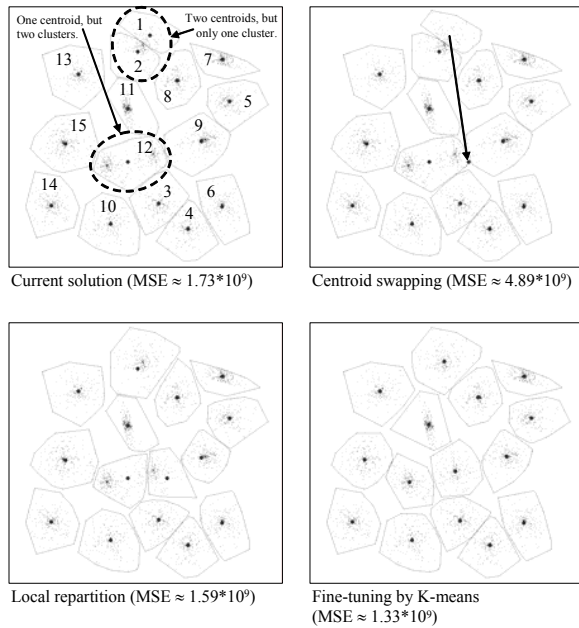 One centroid, but
two clusters.
Two centroids, but
only one cluster.
1
2
13
7
11
8
5
15
9
12
14
3
6
10
4
Current solution (MSE ≈ 1.73*10⁹)
Centroid swapping (MSE ≈ 4.89*10⁹)
Local repartition (MSE ≈ 1.59*10⁹)
Fine-tuning by K-means
(MSE ≈ 1.33*10⁹)